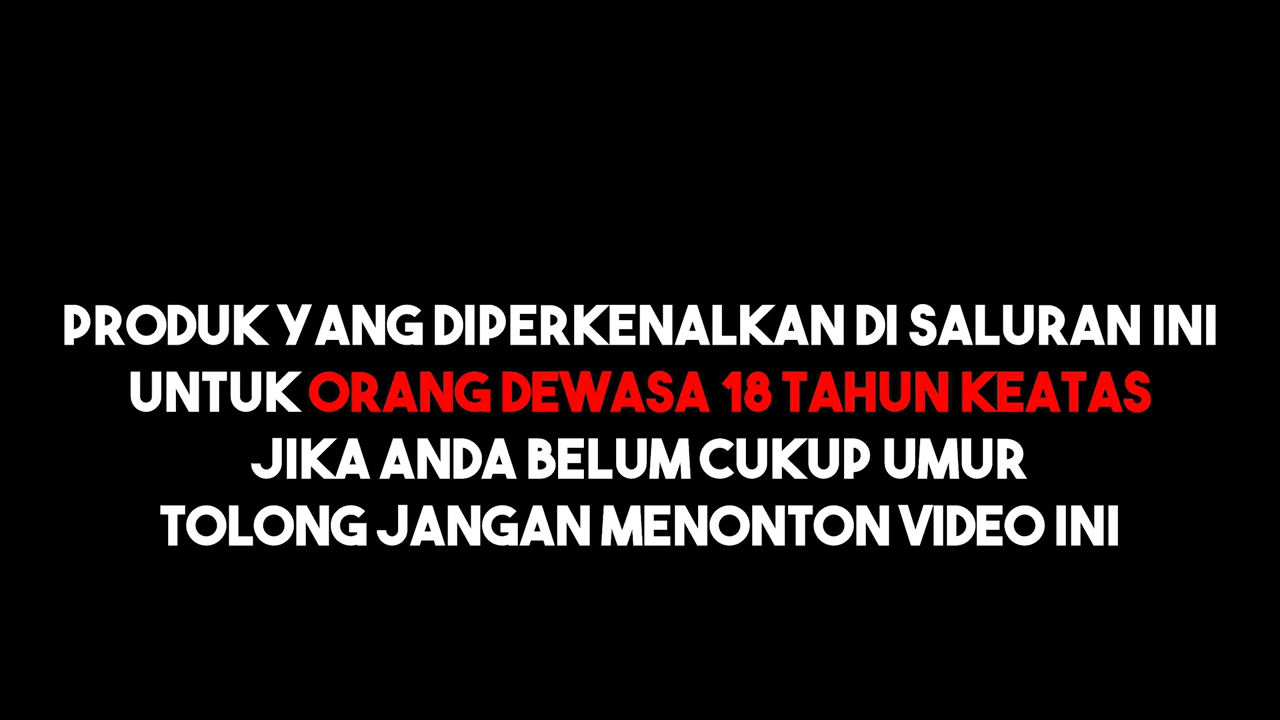 PRODUK YANG DIPERKENALKAN DI SALURAN INI
UNTUK ORANG DEWASA 18 TAHUN KEATAS
JIKA ANDA BELUM CUKUP UMUR
TOLONG JANGAN MENONTON VIDEO INI